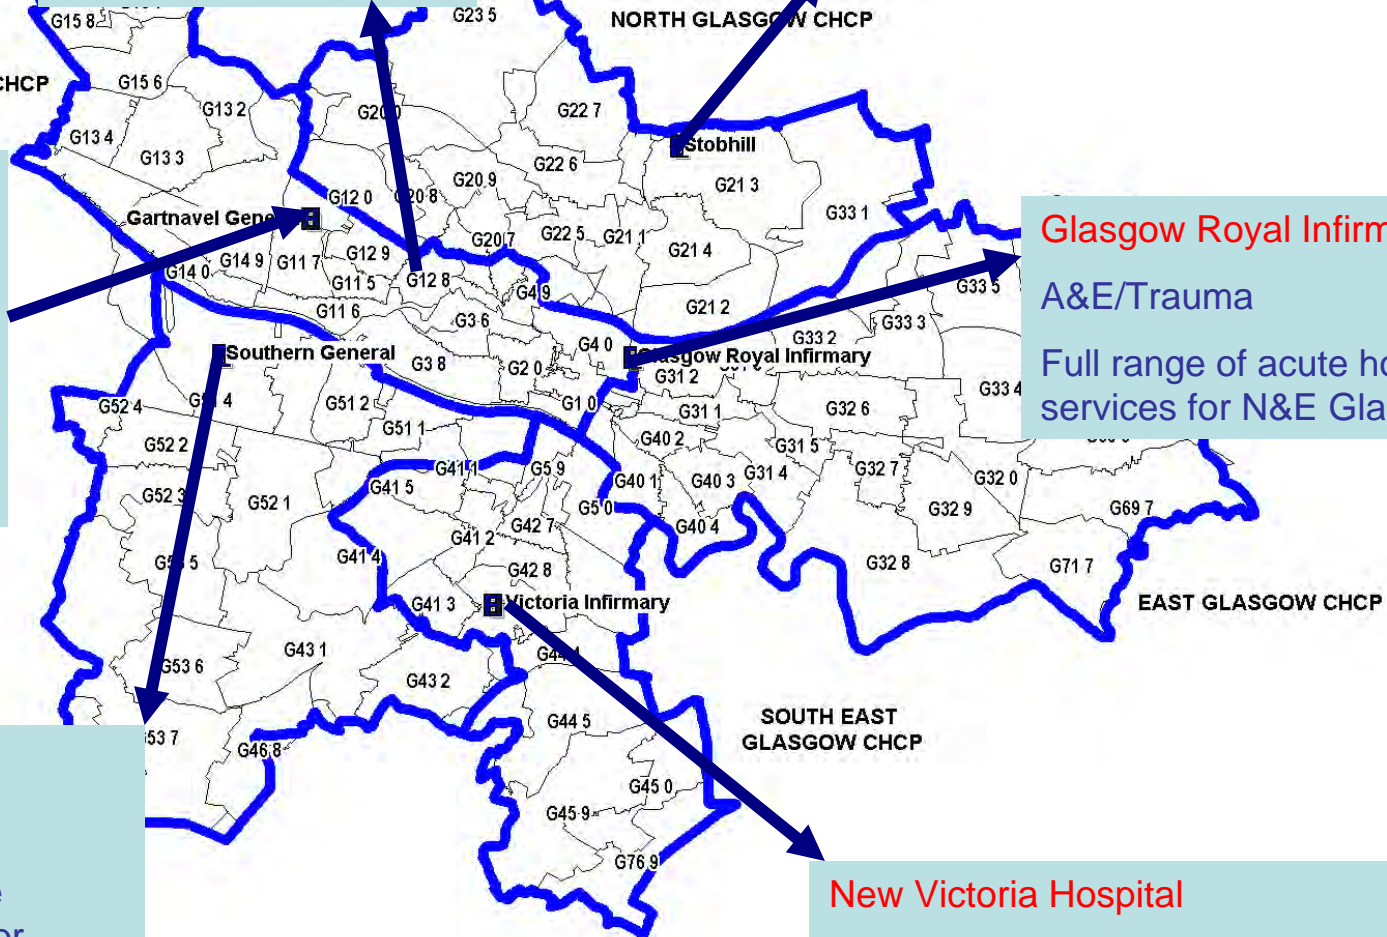 G23 5
NORTH GLASGOW CHCP
G15 8
CHCP
G15 6
G13 2
G20 0
G22 7
G13 4
G13 3
Stobhill
G22 6
G21 3
G20 9
G12 0
G20 8
G33 1
Gartnavel Gene
G20 7
G22 5
G21 1
G21 4
Glasgow Royal Infirm
G12 9
G14 9
G11 7
G14 0
G11 5
G12 8
G4 9
G33 5
A&E/Trauma
G11 6
G21 2
G3 6
G33 3
G33 2
G4 0
Southern General
Glasgow Royal Infirmary
Full range of acute ho
G3 8
G2 0
G31 2
G33 4
services for N&E Gla
G52 4
G51 4
G51 2
G1 0
G31 1
G32 6
G51 1
G52 2
G40 2
G31 5
G41 1
G5 9
G32 7
G31 4
G32 0
G52 3
G52 1
G41 5
G40 1
G40 3
G5 0
G32 9
G69 7
G42 7
G40 4
G41 2
G53 5
G41 4
G42 8
G32 8
G71 7
G41 3
Victoria Infirmary
EAST GLASGOW CHCP
G43 1
G44 4
G53 6
G43 2
G44 5
SOUTH EAST
GLASGOW CHCP
53 7
G46 8
G45 0
G45 9
G76 9
New Victoria Hospital